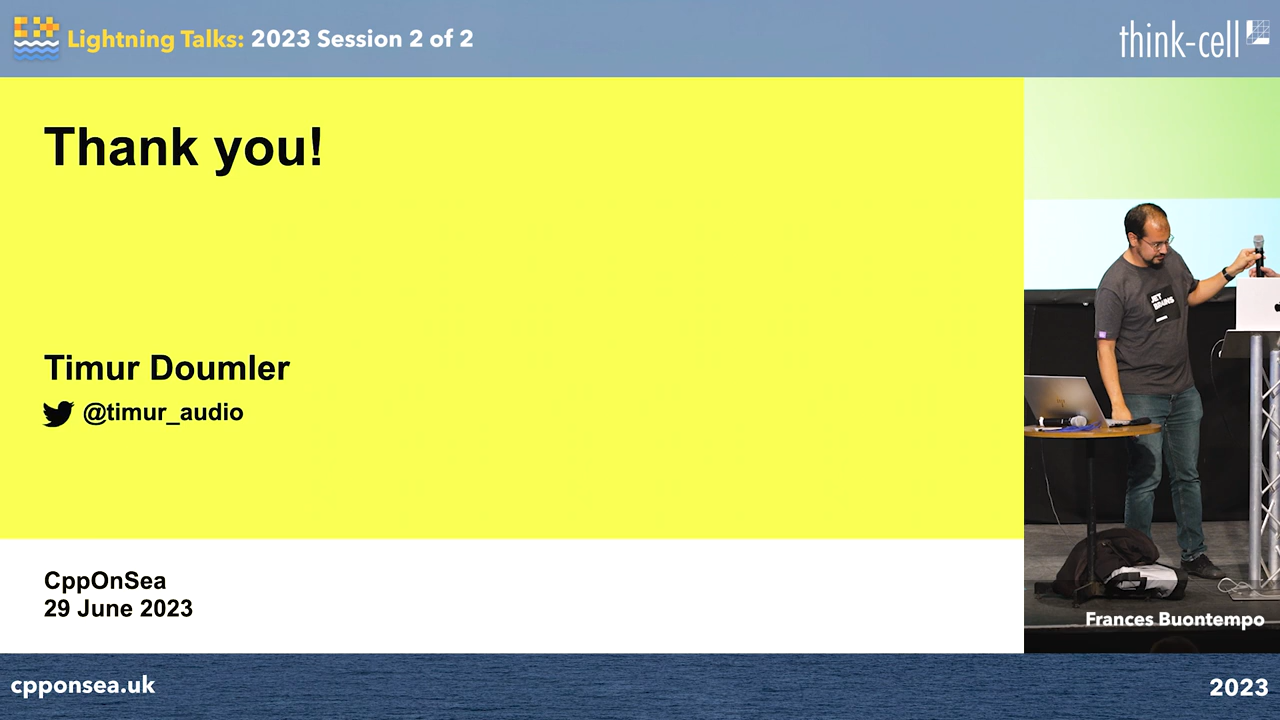 Lightning Talks: 2023 Session 2 of 2
think-cell
Thank you!
Timur Doumler
@timur_audio
CppOnSea
29 June 2023
JET
BRAINS
Frances Buontempo
cpponsea.uk
2023